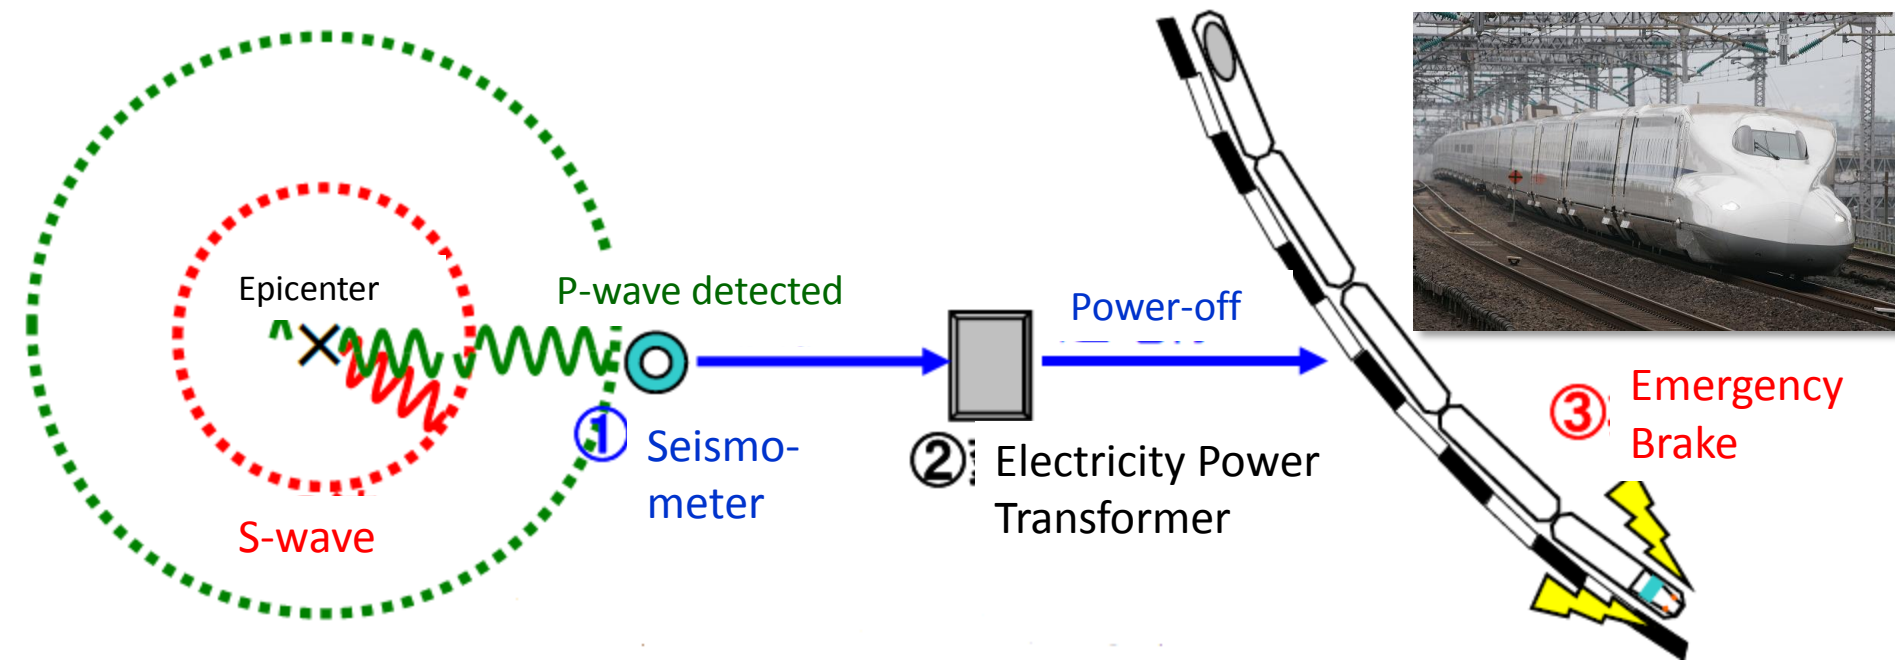 Epicenter
P-wave detected
S-wave
①
Seismo-
meter
②
Electricity Power
Transformer
Power-off
③
Emergency
Brake